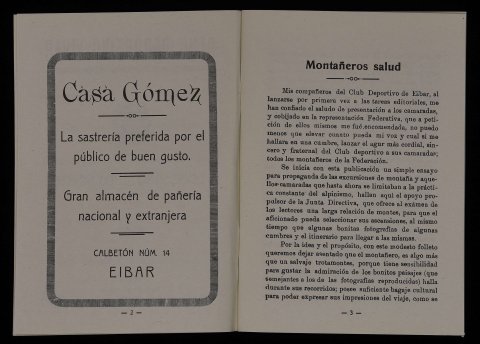 Casa Gómez
La sastrería preferida por el
público de buen gusto.
Gran almacén de pañería
nacional y extranjera
CALBETÓN NÚM. 14
EIBAR
— 2 —
Montañeros salud
Mis compañeros del Club Deportivo de Eibar, al
lanzarse por primera vez a las tareas editoriales, me
han confiado el saludo de presentación a los camaradas,
y cobijado en la representación Federativa, que a peti-
ción de ellos mismos me fué encomendada, no puedo
menos que elevar cuanto pueda mi voz y cual si me
hallara en una cumbre, lanzar el agur más cordial, sin-
cero y fraternal del Club deportivo a sus camaradas;
todos los montañeros de la Federación.
Se inicia con esta publicación un simple ensayo
para propaganda de las excursiones de montaña y aque-
llos camaradas que hasta ahora se limitaban a la prácti-
ca constante del alpinismo, hallan aquí el apoyo pro-
pulsor de la Junta Directiva, que ofrece al exámen de
los lectores una larga relación de montes, para que el
aficionado pueda seleccionar sus ascensiones, al mismo
tiempo que algunas bonitas fotografías de algunas
cumbres y el itinerario para llegar a las mismas.
Por la idea y el propósito, con este modesto folleto
queremos dejar asentado que el montañero, es algo más
que un salvaje trotamontes, porque tiene sensibilidad
para gustar la admiración de los bonitos paisajes (que
semejantes a los de las fotografías reproducidas) halla
durante sus recorridos; posee suficiente bagaje cultural
para poder expresar sus impresiones del viaje, como se
— 3 —